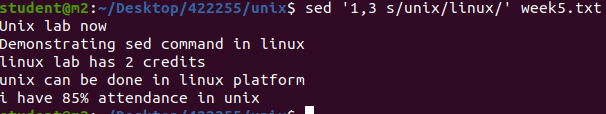 student@m2:~/Desktop/422255/unix$ sed '1,3 s/unix/linux/' week5.txt
Unix lab now
Demonstrating sed command in linux
linux lab has 2 credits
unix can be done in linux platform
i have 85% attendance in unix
student@m2:~/Desktop/422255/unix$